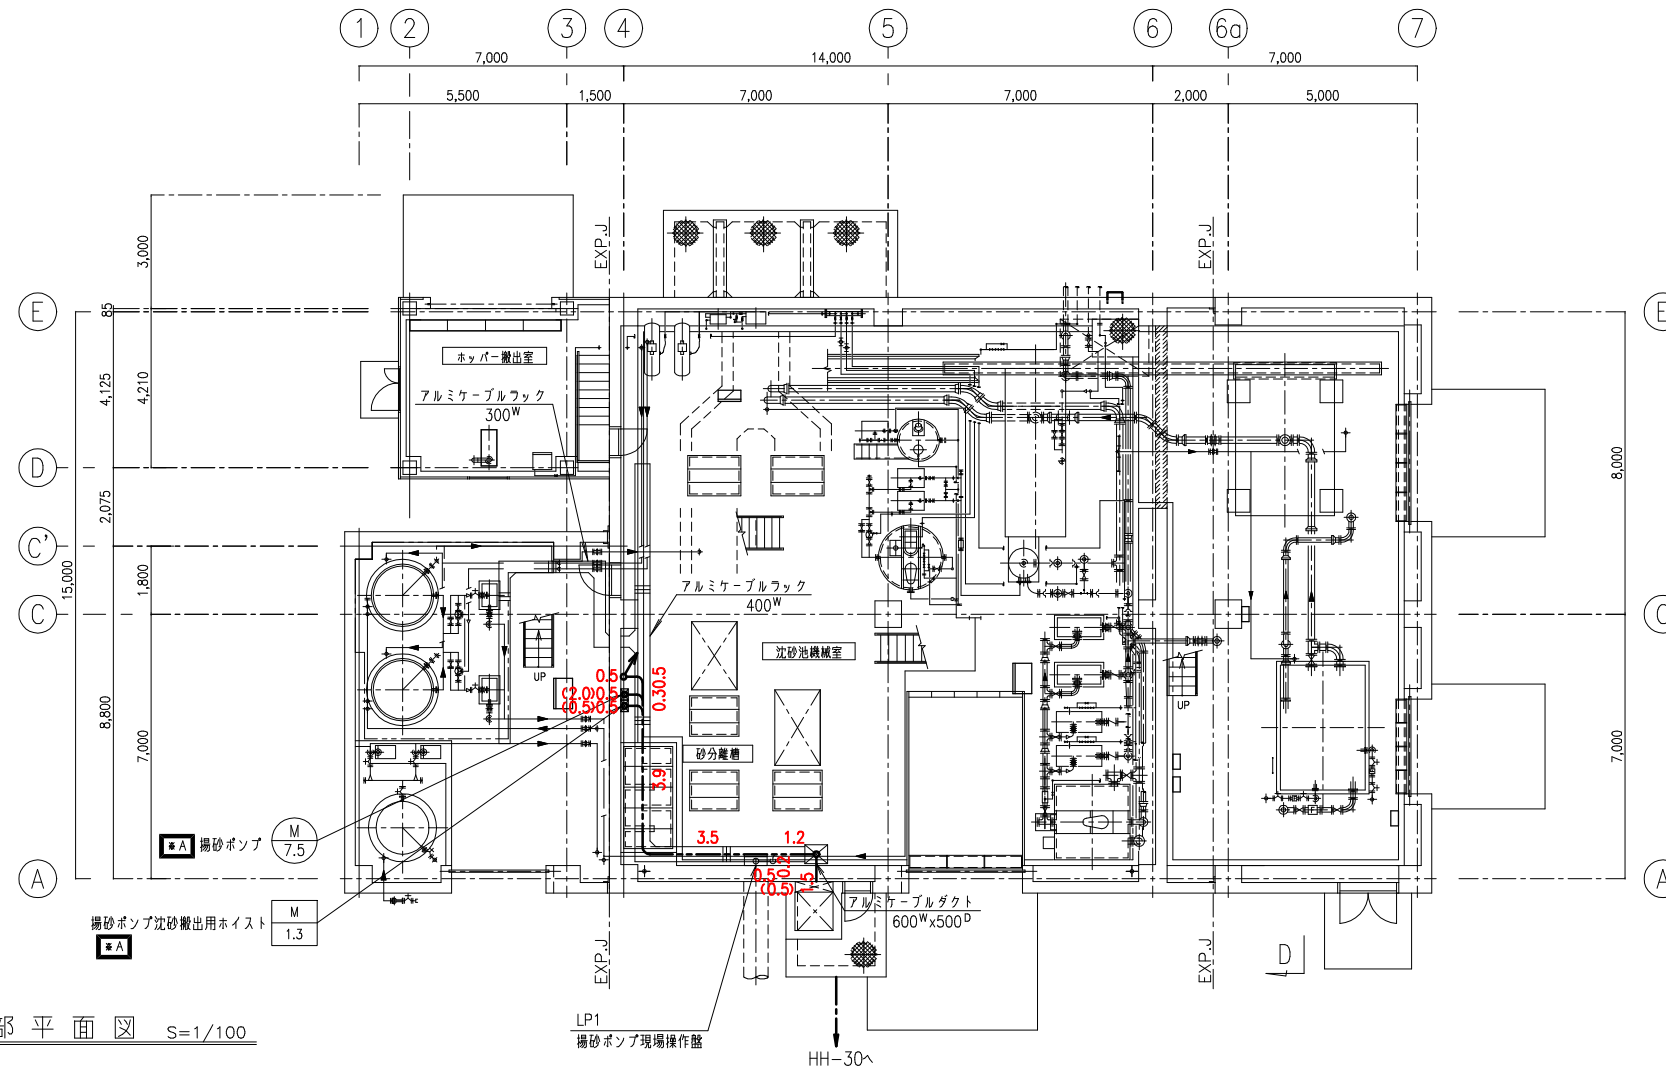 1 2 3 4 5 6 6a 7
7,000 14,000 7,000
5,500 1,500 7,000 7,000 2,000 5,000
3,000
EXP.J EXP.J
E E
85
ホッパー搬出室
アルミケーブルラック
300W
4,125 4,210
D
8,000
2,075
C'
15,000 1,800
アルミケーブルラック
400W
C C
沈砂池機械室
UP
0.5
(2.0)0.5
(0.5)0.5
0.30.5
UP
8,800 7,000
砂分離槽
3.9
7,000
3.5 1.2
※A 揚砂ポンプ M
7.5
0.2
0.5
(0.5)
1.5
A A
アルミケーブルダクト
600Wx500D
揚砂ポンプ沈砂搬出用ホイスト M
1.3
※A
EXP.J EXP.J
D
LP1
揚砂ポンプ現場操作盤
部平面図 S=1/100
HH-30へ